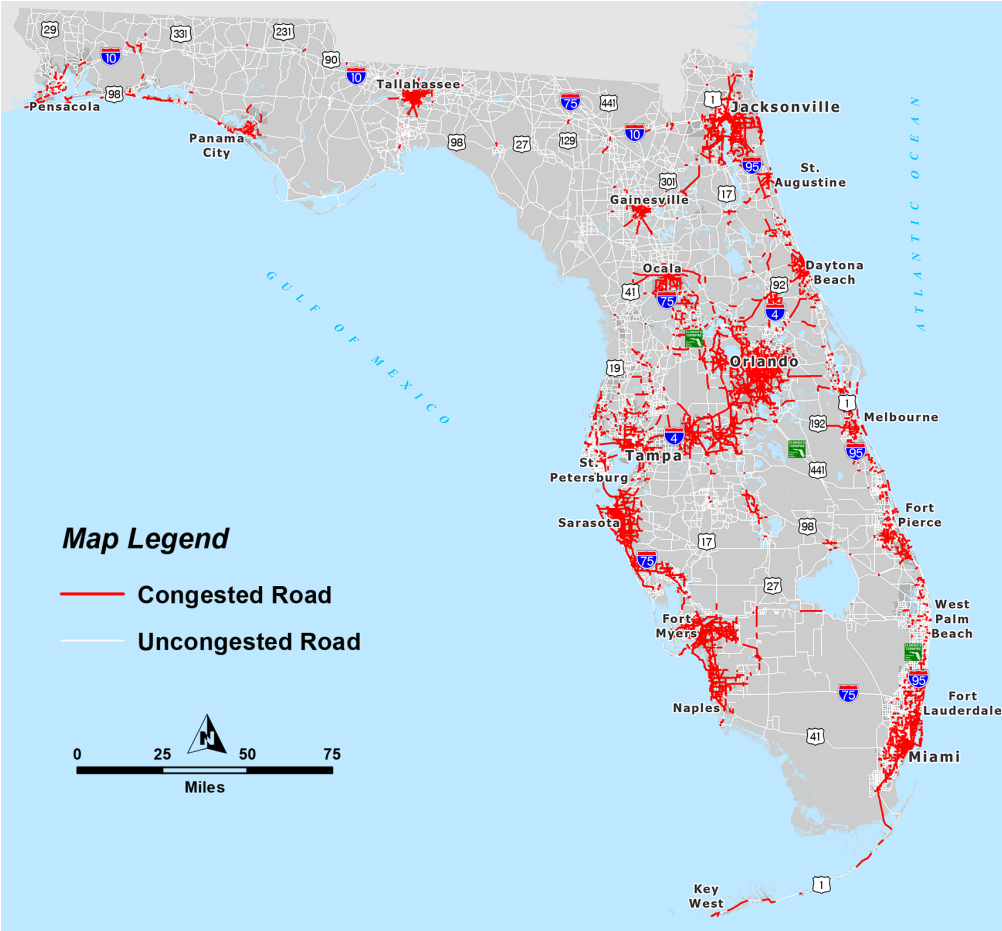 29
331
231
10
90
10
Tallahassee
98
Pensacola
75
441
1
Jacksonville
Panama
City
98
27
129
10
95
St.
Augustine
301
17
Gainesville
ATLANTIC OCEAN
Ocala
Daytona
Beach
41
75
92
4
GULF OF MEXICO
19
Orlando
1
Melbourne
192
4
Tampa
95
St.
Petersburg
441
Sarasota
98
Fort
Pierce
17
75
27
Map Legend
Congested Road
Uncongested Road
Fort
Myers
West
Palm
Beach
95
75
Naples
Fort
Lauderdale
41
Miami
N
0 25 50 75
Miles
1
Key
West